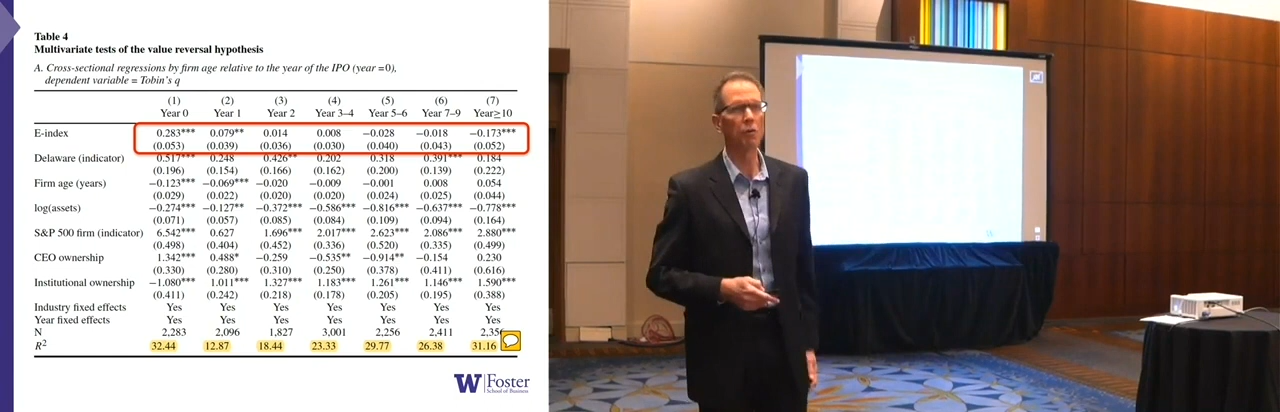 Table 4
Multivariate tests of the value reversal hypothesis
A. Cross-sectional regressions by firm age relative to the year of the IPO (year = 0),
dependent variable = Tobin's q
(1) (2) (3) (4) (5) (6) (7)
Year 0 Year 1 Year 2 Year 3–4 Year 5–6 Year 7–9 Year≥10
E-index 0.283*** 0.079** 0.014 0.008 −0.028 −0.018 −0.173***
(0.053) (0.039) (0.036) (0.030) (0.040) (0.043) (0.052)
Delaware (indicator) 0.517*** 0.248 0.426** 0.202 0.318 0.391*** 0.184
(0.196) (0.154) (0.166) (0.162) (0.200) (0.139) (0.222)
Firm age (years) −0.123*** −0.069*** −0.020 −0.009 −0.001 0.008 0.054
(0.029) (0.022) (0.020) (0.020) (0.024) (0.025) (0.044)
log(assets) −0.274*** −0.127** −0.372*** −0.586*** −0.816*** −0.637*** −0.778***
(0.071) (0.057) (0.085) (0.084) (0.109) (0.094) (0.164)
S&P 500 firm (indicator) 6.542*** 0.627 1.696*** 2.017*** 2.623*** 2.086*** 2.880***
(0.498) (0.404) (0.452) (0.336) (0.520) (0.335) (0.499)
CEO ownership 1.342*** 0.488* −0.259 −0.535** −0.914** −0.154 0.230
(0.330) (0.280) (0.310) (0.250) (0.378) (0.411) (0.616)
Institutional ownership −1.080*** 1.011*** 1.327*** 1.183*** 1.261*** 1.146*** 1.590***
(0.411) (0.242) (0.218) (0.178) (0.205) (0.195) (0.388)
Industry fixed effects Yes Yes Yes Yes Yes Yes Yes
Year fixed effects Yes Yes Yes Yes Yes Yes Yes
N 2,283 2,096 1,827 3,001 2,256 2,411
R² 32.44 12.87 18.44 23.33 29.77 26.38 31.16
W Foster
School of Business